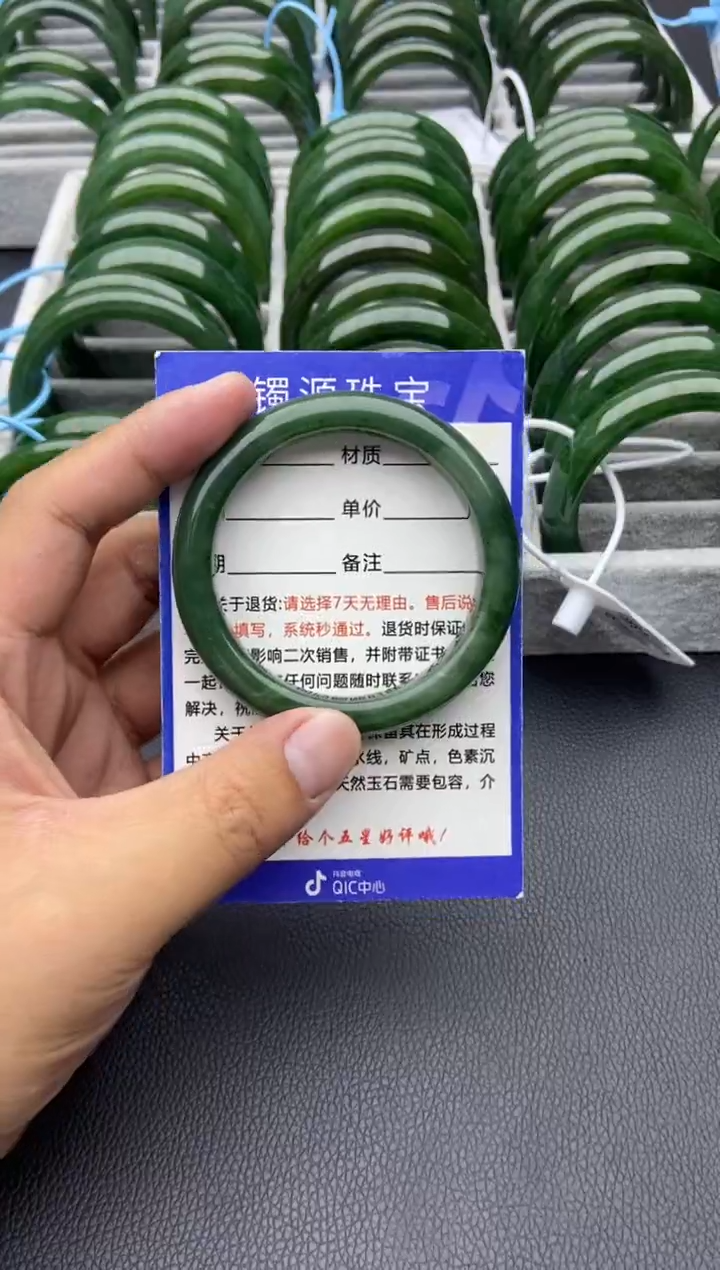 镯源珠宝
材质
单价
期 备注
关于退货:请选择7天无理由。售后说
填写，系统秒通过。退货时保证
完 影响二次销售，并附带证书
一起 任何问题随时联系 您
解决，祝
关于 其在形成过程
水线，矿点，色素沉
天然玉石需要包容，介
给个五星好评哦！
抖音电商
QIC中心